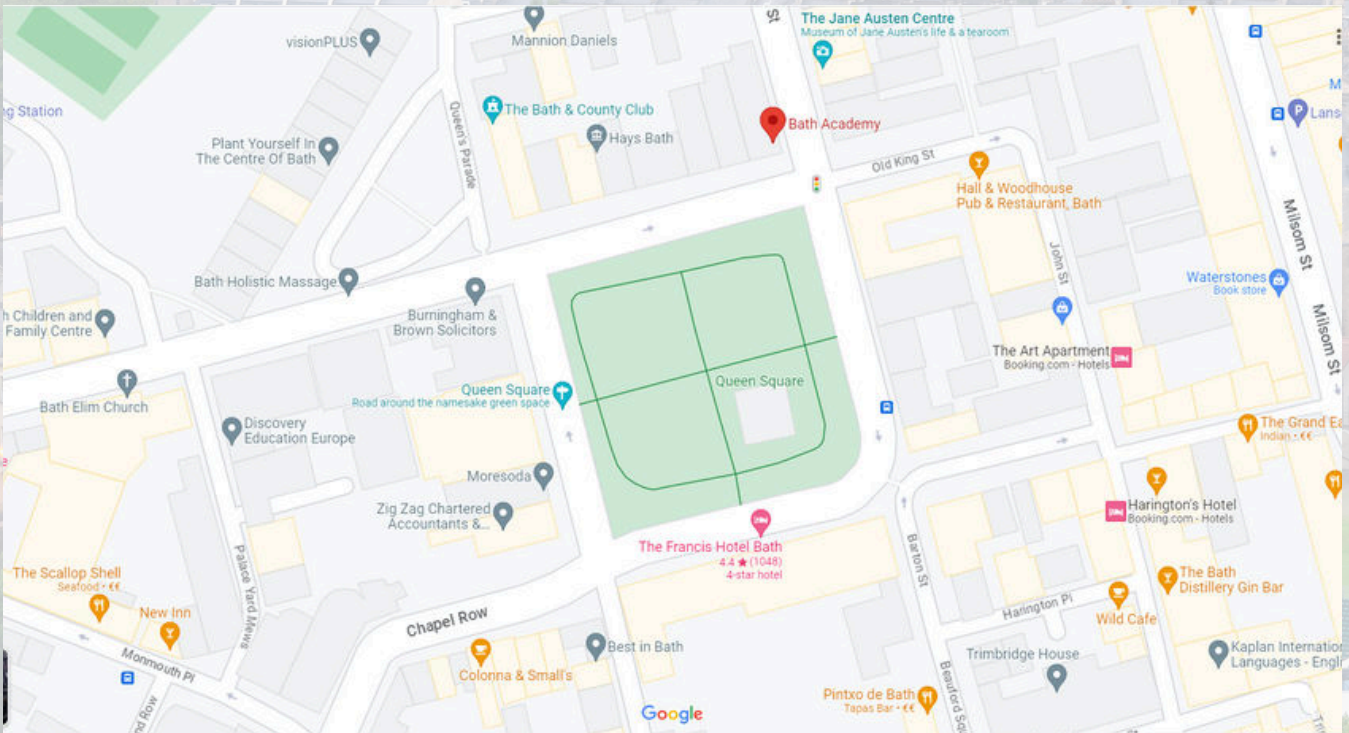 St
The Jane Austen Centre
Museum of Jane Austen's life & a tearoom
visionPLUS
Mannion Daniels
The Bath & County Club
Hays Bath
Bath Academy
Queen's Parade
Plant Yourself In
The Centre Of Bath
Old King St
Hall & Woodhouse
Pub & Restaurant, Bath
P
Milsom St
John St
Bath Holistic Massage
Waterstones
Book store
Burningham &
Brown Solicitors
Children and
Family Centre
Milsom St
The Art Apartment
Booking.com - Hotels
Queen Square
Road around the namesake green space
Queen Square
Bath Elim Church
Discovery
Education Europe
The Grand
Indian · €€
Moresoda
Zig Zag Chartered
Accountants &...
Harington's Hotel
Booking.com - Hotels
The Francis Hotel Bath
4.4 ★ (1048)
4-star hotel
Barton St
Palace Yard Mews
The Scallop Shell
Seafood · €€
New Inn
Chapel Row
The Bath
Distillery Gin Bar
Harington Pl
Wild Cafe
Monmouth Pl
Colonna & Small's
Best in Bath
Trimbridge House
Kaplan Internation
Languages - Engli
Beauford Squ
Pintxo de Bath
Tapas Bar · €€
Google
Row
Station